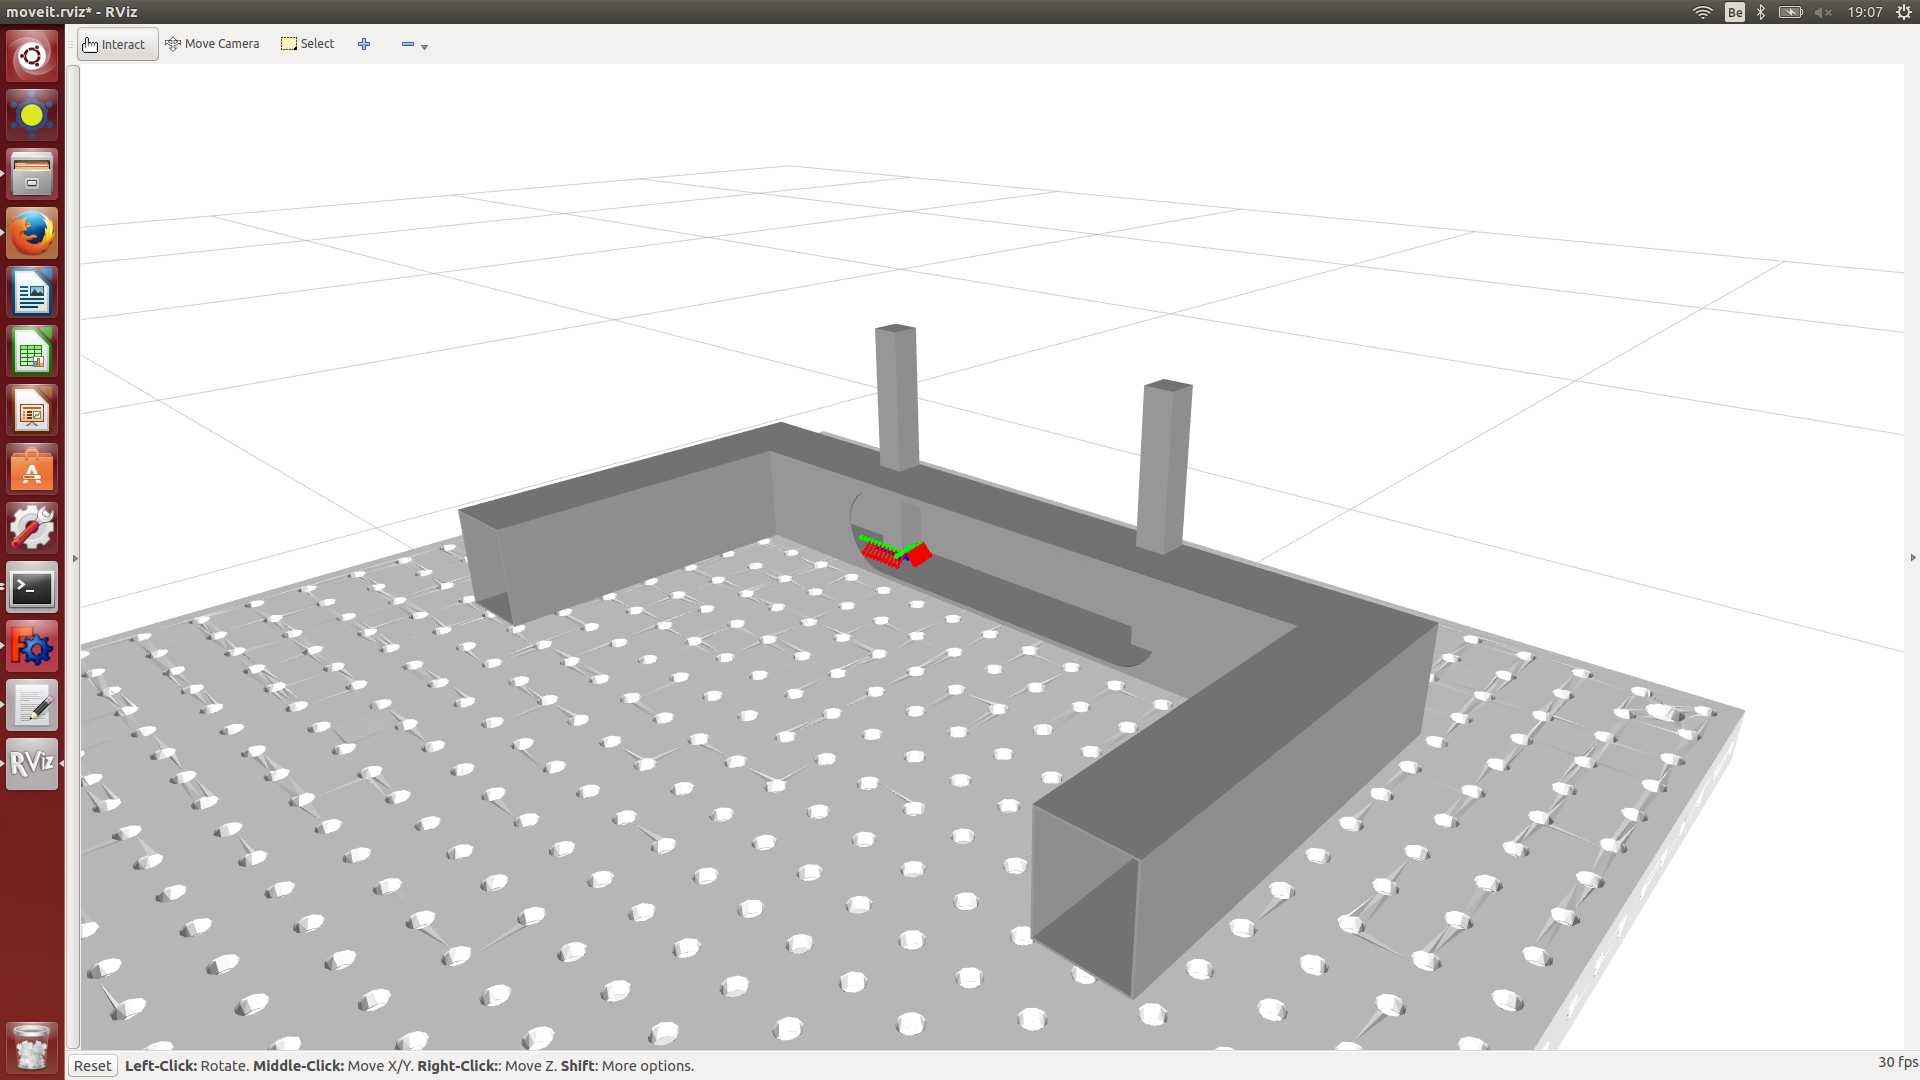 moveit.rviz* - RViz
Be
19:07
Interact
Move Camera
Select
RViz
Reset
Left-Click: Rotate. Middle-Click: Move X/Y. Right-Click:: Move Z. Shift: More options.
30 fps